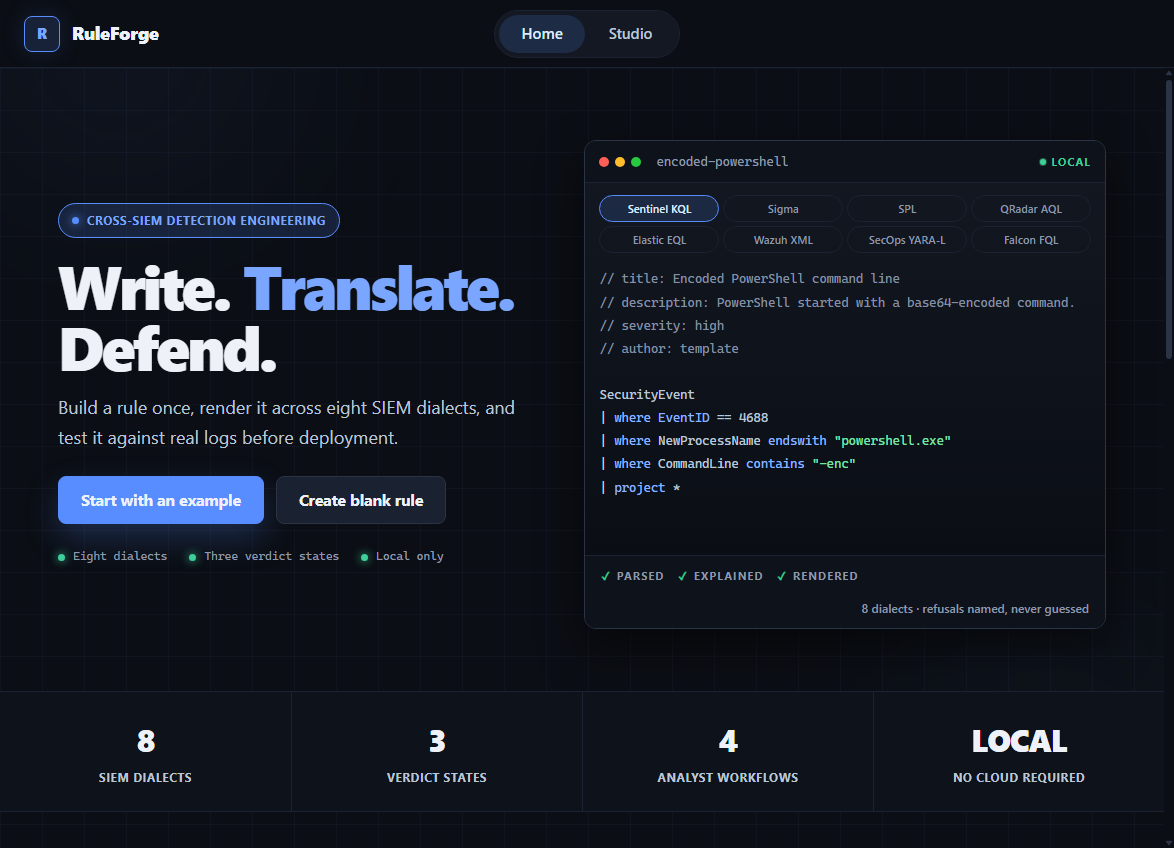 R
RuleForge
Home
Studio
CROSS-SIEM DETECTION ENGINEERING
Write. Translate.
Defend.
Build a rule once, render it across eight SIEM dialects, and
test it against real logs before deployment.
Start with an example
Create blank rule
Eight dialects
Three verdict states
Local only
encoded-powershell
LOCAL
Sentinel KQL
Sigma
SPL
QRadar AQL
Elastic EQL
Wazuh XML
SecOps YARA-L
Falcon FQL
// title: Encoded PowerShell command line
// description: PowerShell started with a base64-encoded command.
// severity: high
// author: template
SecurityEvent
| where EventID == 4688
| where NewProcessName endswith "powershell.exe"
| where CommandLine contains "-enc"
| project *
✓ PARSED ✓ EXPLAINED ✓ RENDERED
8 dialects · refusals named, never guessed
8
SIEM DIALECTS
3
VERDICT STATES
4
ANALYST WORKFLOWS
LOCAL
NO CLOUD REQUIRED